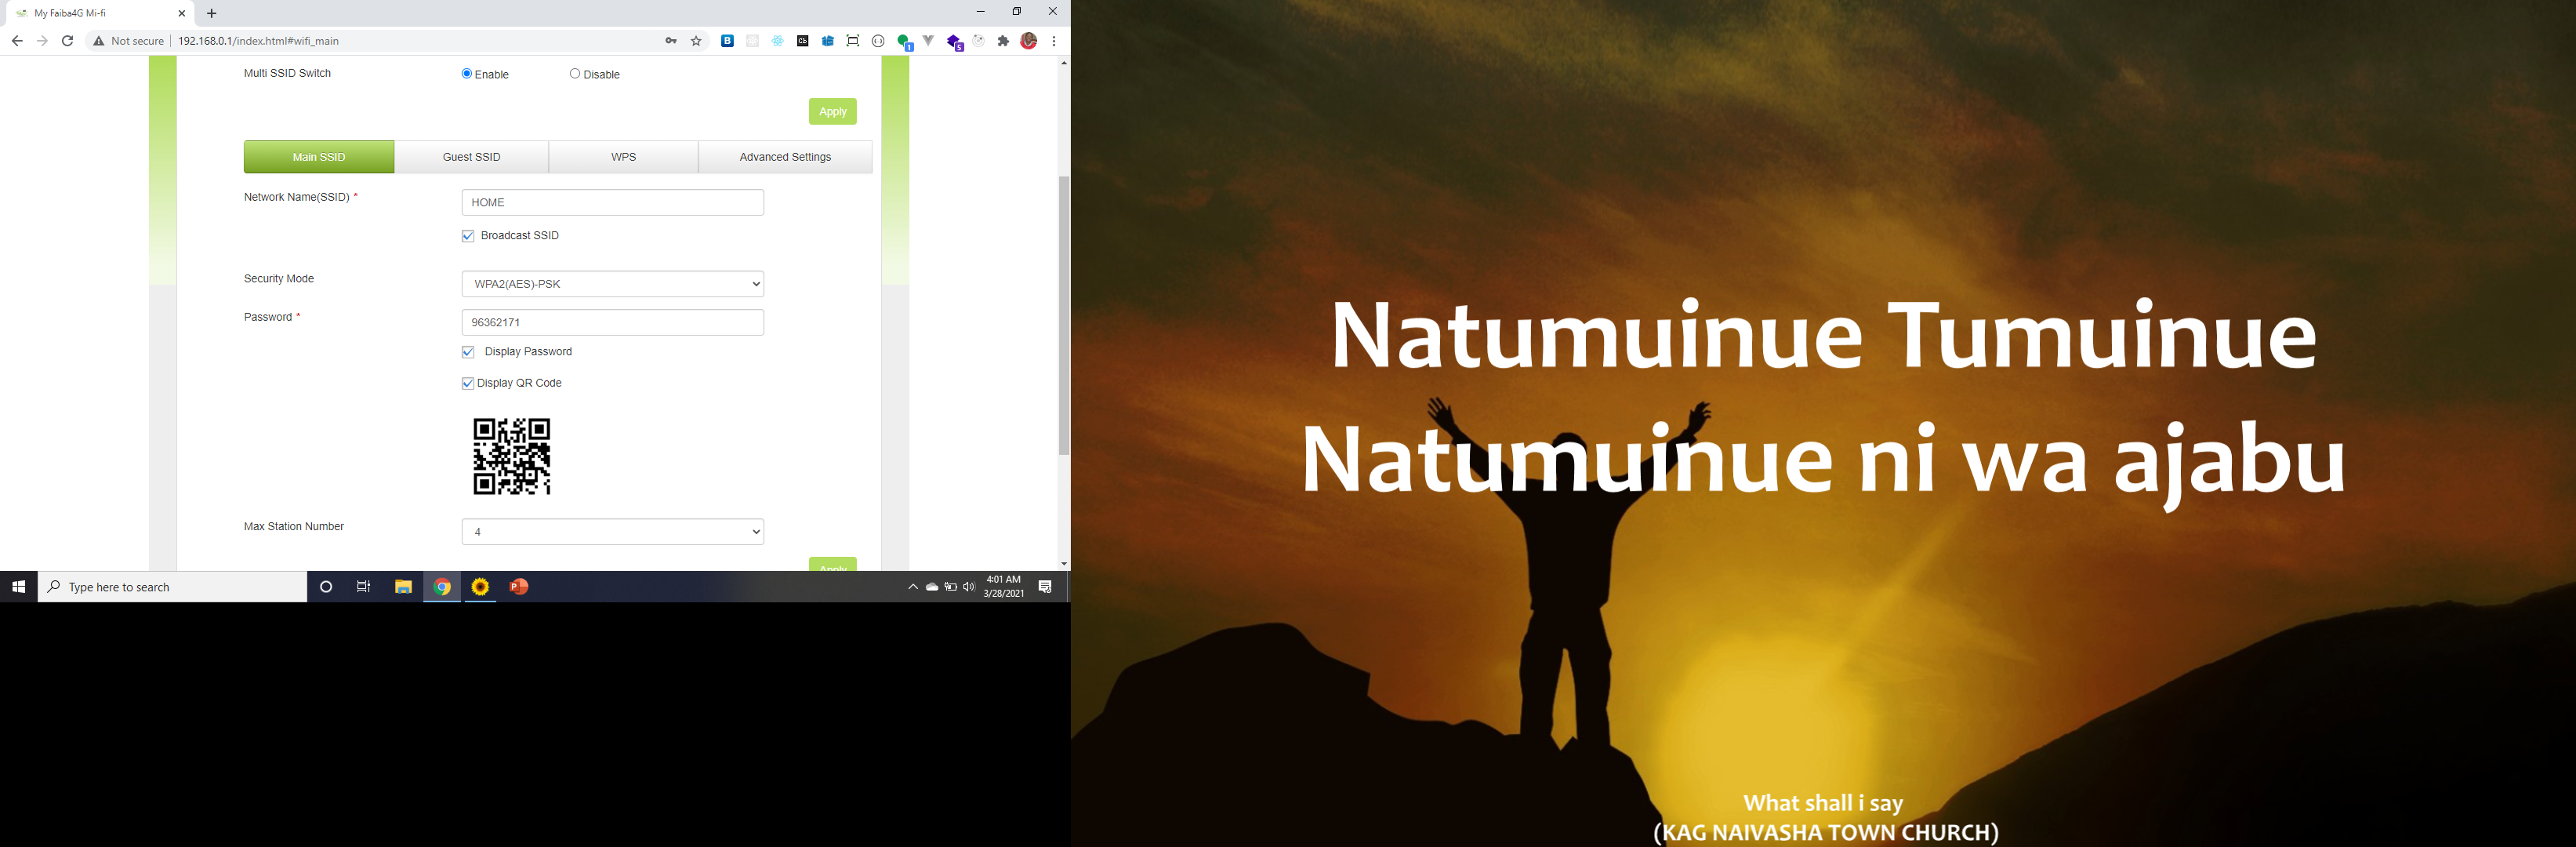 My Faiba4G Mi-fi
Not secure | 192.168.0.1/index.html#wifi_main
Multi SSID Switch
Enable
Disable
Apply
Main SSID
Guest SSID
WPS
Advanced Settings
Network Name(SSID) *
HOME
Broadcast SSID
Security Mode
WPA2(AES)-PSK
Password *
96362171
Display Password
Display QR Code
Max Station Number
4
Apply
Type here to search
4:01 AM
3/28/2021
Natumuinue Tumuinue
Natumuinue ni wa ajabu
What shall i say
(KAG NAIVASHA TOWN CHURCH)